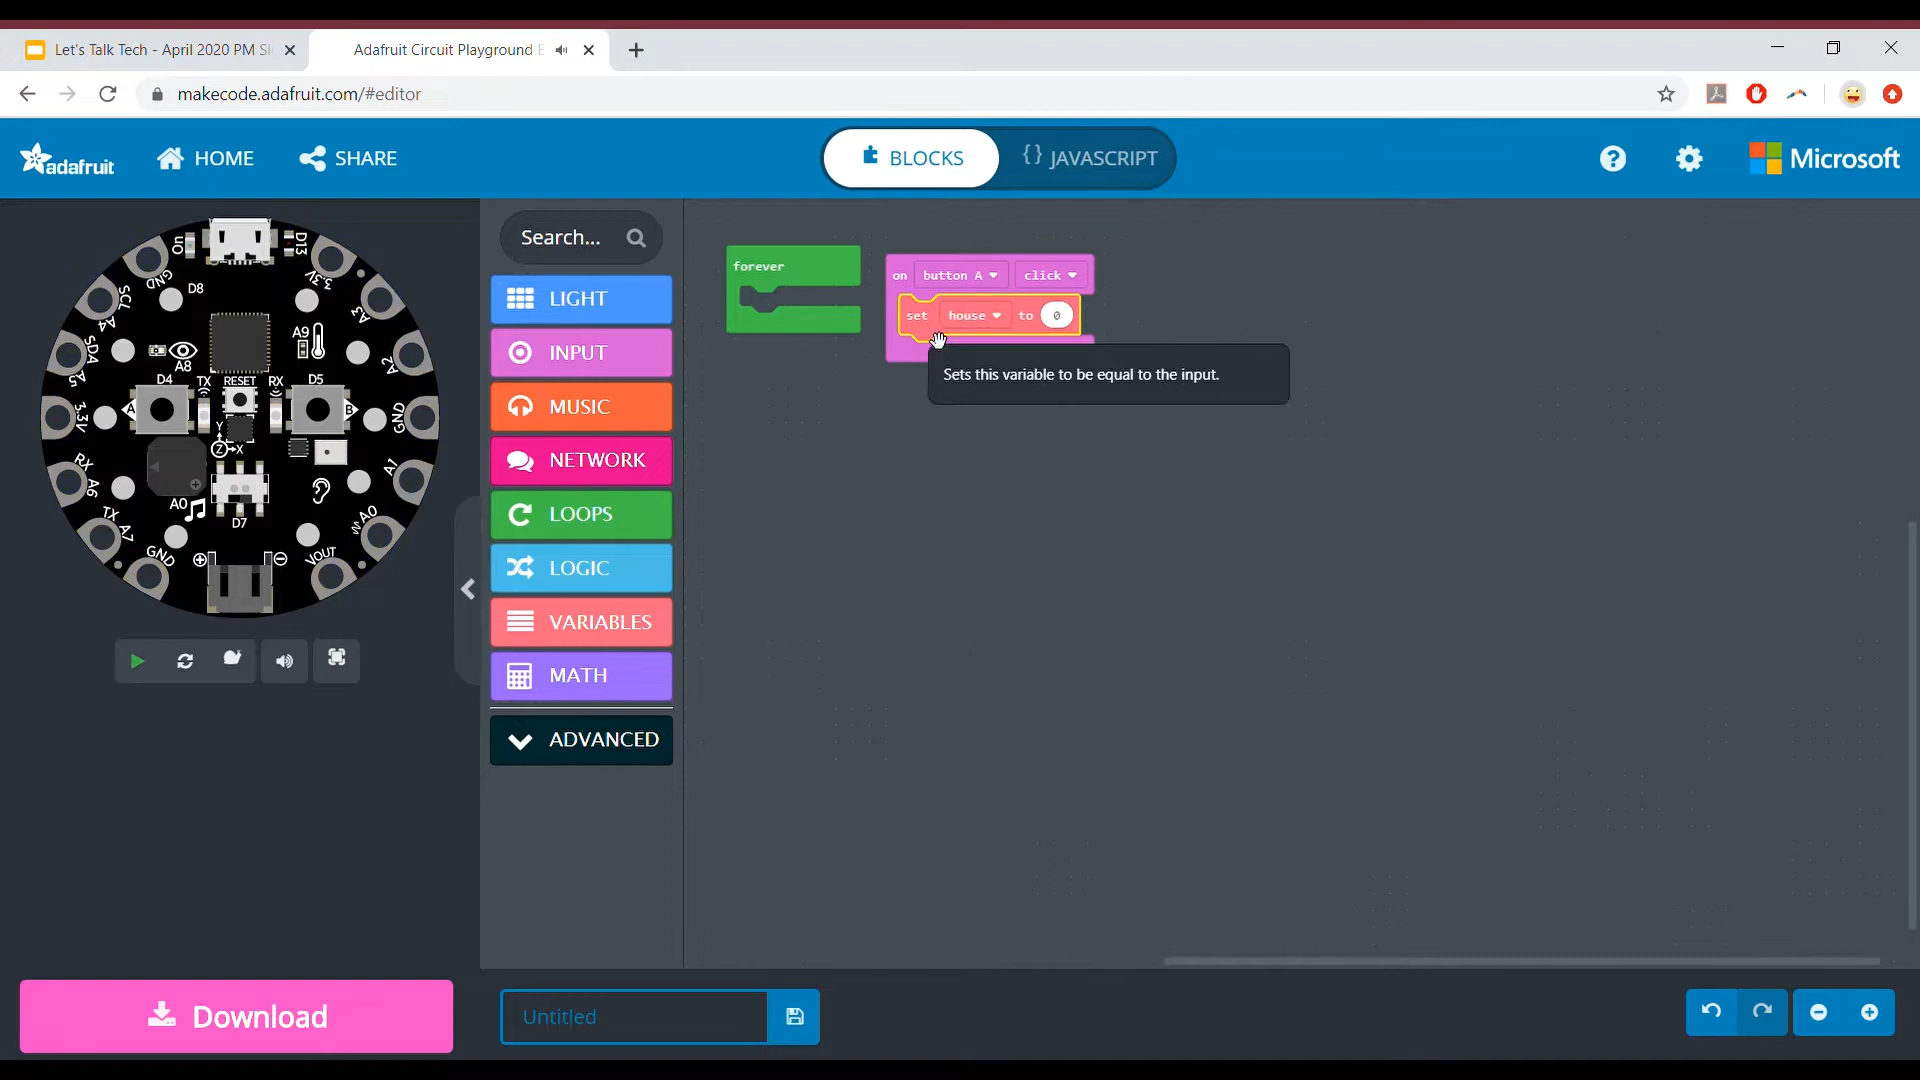 Let's Talk Tech - April 2020 PM Sl
Adafruit Circuit Playground E
makecode.adafruit.com/#editor
adafruit
HOME
SHARE
BLOCKS
{} JAVASCRIPT
Microsoft
Search...
LIGHT
INPUT
MUSIC
NETWORK
LOOPS
LOGIC
VARIABLES
MATH
ADVANCED
forever
on button A click
set house to 0
Sets this variable to be equal to the input.
On
D13
GND
3.3V
D8
SCL
A4
A3
A9
SDA
A5
A8
A2
D4
TX
RESET
RX
D5
A
B
3.3V
GND
Y
Z
X
RX
A6
A1
A0
D7
TX
A7
A0
GND
VOUT
Download
Untitled